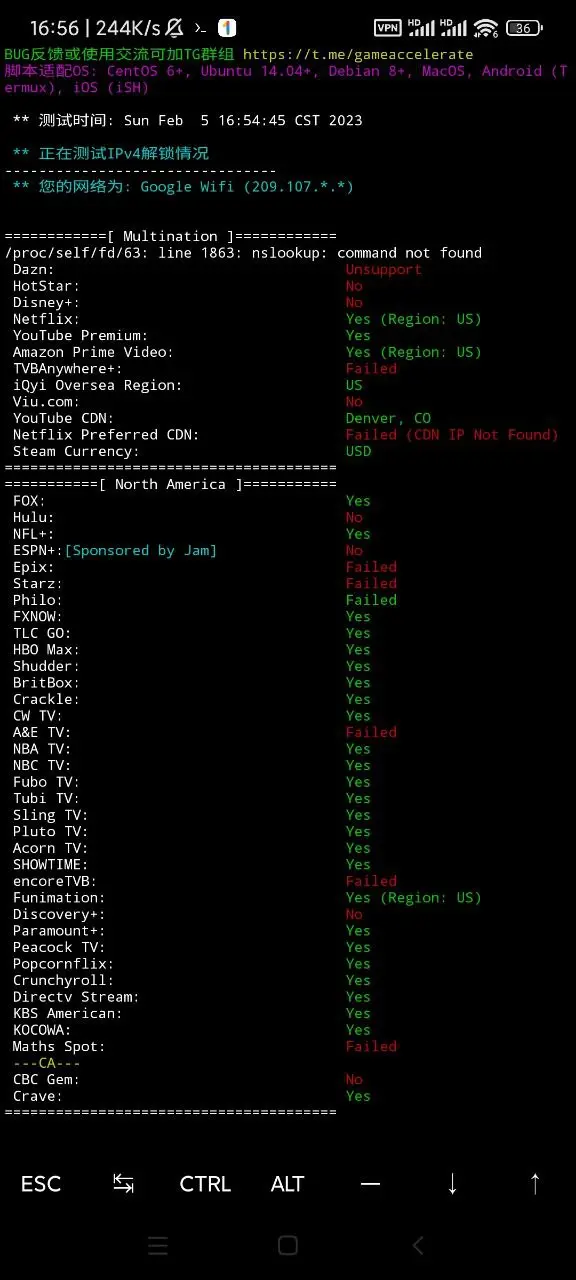 16:56 | 244K/s VPN HD HD 6 36
BUG反馈或使用交流可加TG群组 https://t.me/gameaccelerate
脚本适配OS: CentOS 6+, Ubuntu 14.04+, Debian 8+, MacOS, Android (T
ermux), iOS (iSH)
** 测试时间: Sun Feb  5 16:54:45 CST 2023
** 正在测试IPv4解锁情况
--------------------------------
** 您的网络为: Google Wifi (209.107.*.*)
============[ Multination ]============
/proc/self/fd/63: line 1863: nslookup: command not found
Dazn: Unsupport
HotStar: No
Disney+: No
Netflix: Yes (Region: US)
YouTube Premium: Yes
Amazon Prime Video: Yes (Region: US)
TVBAnywhere+: Failed
iQyi Oversea Region: US
Viu.com: No
YouTube CDN: Denver, CO
Netflix Preferred CDN: Failed (CDN IP Not Found)
Steam Currency: USD
=======================================
===========[ North America ]===========
FOX: Yes
Hulu: No
NFL+: Yes
ESPN+:[Sponsored by Jam] No
Epix: Failed
Starz: Failed
Philo: Failed
FXNOW: Yes
TLC GO: Yes
HBO Max: Yes
Shudder: Yes
BritBox: Yes
Crackle: Yes
CW TV: Yes
A&E TV: Failed
NBA TV: Yes
NBC TV: Yes
Fubo TV: Yes
Tubi TV: Yes
Sling TV: Yes
Pluto TV: Yes
Acorn TV: Yes
SHOWTIME: Yes
encoreTVB: Failed
Funimation: Yes (Region: US)
Discovery+: No
Paramount+: Yes
Peacock TV: Yes
Popcornflix: Yes
Crunchyroll: Yes
Directv Stream: Yes
KBS American: Yes
KOCOWA: Yes
Maths Spot: Failed
---CA---
CBC Gem: No
Crave: Yes
=======================================
ESC ↹ CTRL ALT — ↓ ↑